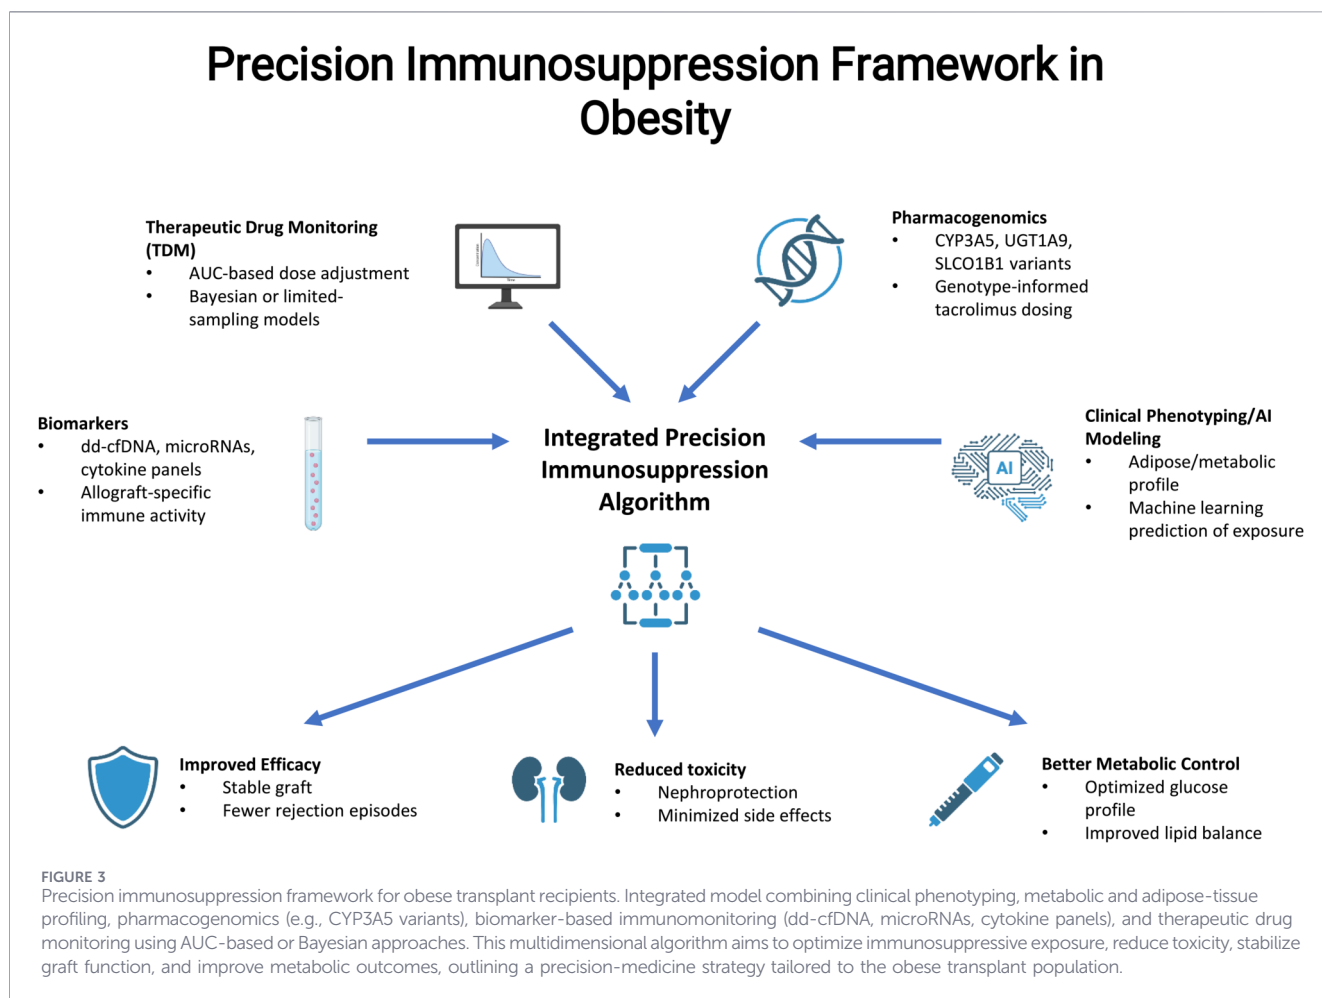 Precision Immunosuppression Framework in
Obesity
Therapeutic Drug Monitoring
(TDM)
• AUC-based dose adjustment
• Bayesian or limited-
sampling models
Time
Pharmacogenomics
• CYP3A5, UGT1A9,
SLCO1B1 variants
• Genotype-informed
tacrolimus dosing
Biomarkers
• dd-cfDNA, microRNAs,
cytokine panels
• Allograft-specific
immune activity
Integrated Precision
Immunosuppression
Algorithm
AI
Clinical Phenotyping/AI
Modeling
• Adipose/metabolic
profile
• Machine learning
prediction of exposure
Improved Efficacy
• Stable graft
• Fewer rejection episodes
Reduced toxicity
• Nephroprotection
• Minimized side effects
Better Metabolic Control
• Optimized glucose
profile
• Improved lipid balance
FIGURE 3
Precision immunosuppression framework for obese transplant recipients. Integrated model combining clinical phenotyping, metabolic and adipose-tissue
profiling, pharmacogenomics (e.g., CYP3A5 variants), biomarker-based immunomonitoring (dd-cfDNA, microRNAs, cytokine panels), and therapeutic drug
monitoring using AUC-based or Bayesian approaches. This multidimensional algorithm aims to optimize immunosuppressive exposure, reduce toxicity, stabilize
graft function, and improve metabolic outcomes, outlining a precision-medicine strategy tailored to the obese transplant population.